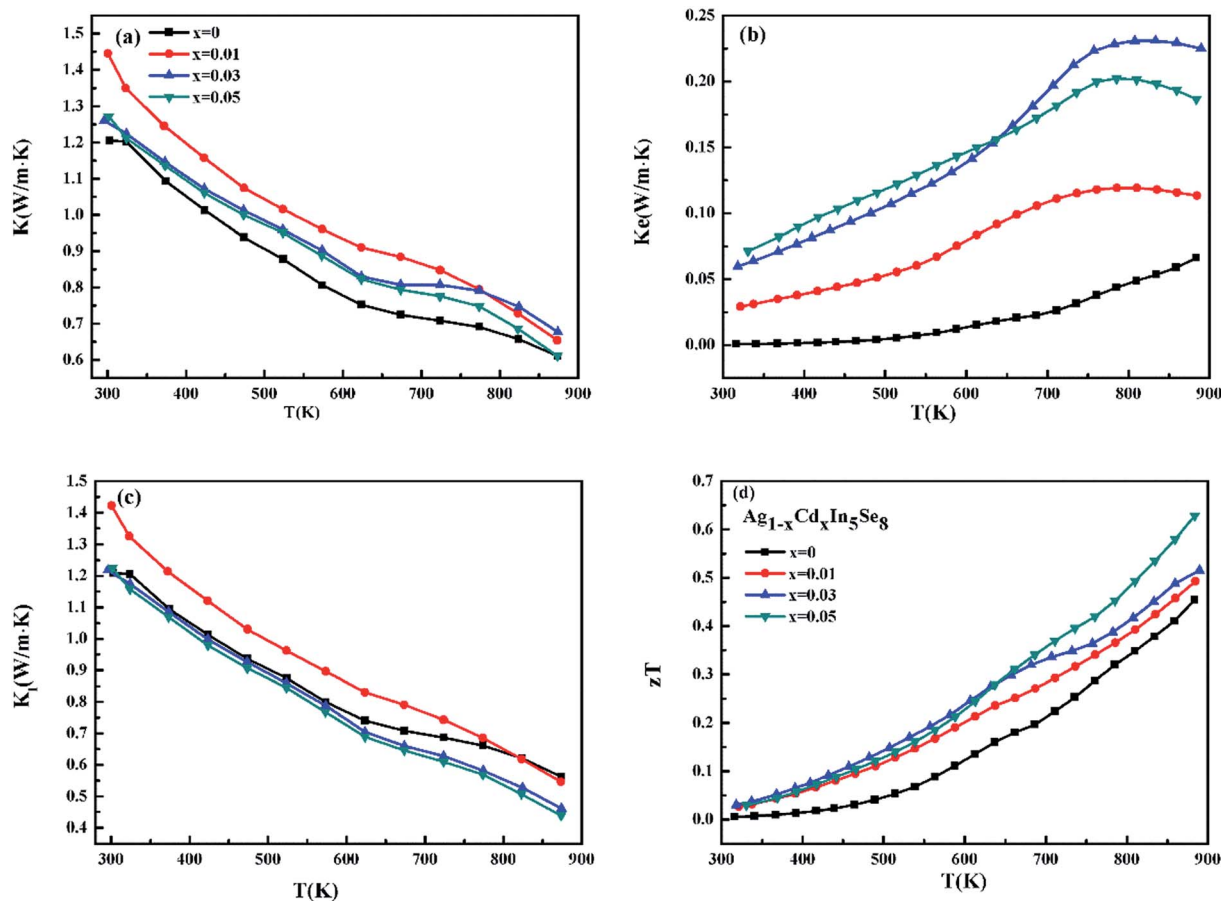 (a)
x=0
x=0.01
x=0.03
x=0.05
1.5
1.4
1.3
1.2
1.1
1.0
0.9
0.8
0.7
0.6
K(W/m·K)
300 400 500 600 700 800 900
T(K)
(b)
0.25
0.20
0.15
0.10
0.05
0.00
Ke(W/m·K)
300 400 500 600 700 800 900
T(K)
(c)
1.5
1.4
1.3
1.2
1.1
1.0
0.9
0.8
0.7
0.6
0.5
0.4
Kl(W/m·K)
300 400 500 600 700 800 900
T(K)
(d)
Ag1-xCdxIn5Se8
x=0
x=0.01
x=0.03
x=0.05
0.7
0.6
0.5
0.4
0.3
0.2
0.1
0.0
zT
300 400 500 600 700 800 900
T(K)